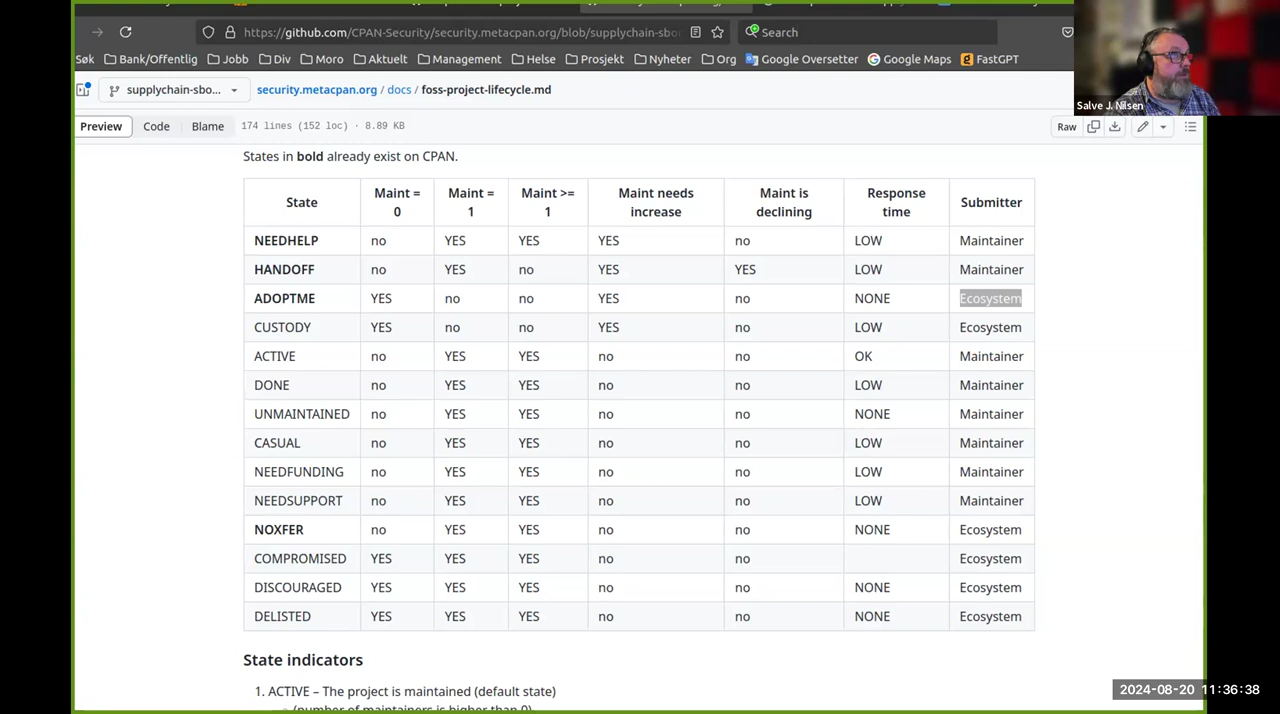 https://github.com/CPAN-Security/security.metacpan.org/blob/supplychain-sbo
Search
Søk Bank/Offentlig Jobb Div Moro Aktuelt Management Helse Prosjekt Nyheter Org Google Oversetter Google Maps FastGPT
supplychain-sbo... security.metacpan.org / docs / foss-project-lifecycle.md
Salve J. Nilsen
Preview Code Blame 174 lines (152 loc) · 8.89 KB Raw
States in bold already exist on CPAN.
State Maint = 0 Maint = 1 Maint >= 1 Maint needs increase Maint is declining Response time Submitter
NEEDHELP no YES YES YES no LOW Maintainer
HANDOFF no YES no YES YES LOW Maintainer
ADOPTME YES no no YES no NONE Ecosystem
CUSTODY YES no no YES no LOW Ecosystem
ACTIVE no YES YES no no OK Maintainer
DONE no YES YES no no LOW Maintainer
UNMAINTAINED no YES YES no no NONE Maintainer
CASUAL no YES YES no no LOW Maintainer
NEEDFUNDING no YES YES no no LOW Maintainer
NEEDSUPPORT no YES YES no no LOW Maintainer
NOXFER no YES YES no no NONE Ecosystem
COMPROMISED YES YES YES no no Ecosystem
DISCOURAGED YES YES YES no no NONE Ecosystem
DELISTED YES YES YES no no NONE Ecosystem
State indicators
1. ACTIVE – The project is maintained (default state)
(number of maintainers is higher than 0)
2024-08-20 11:36:38